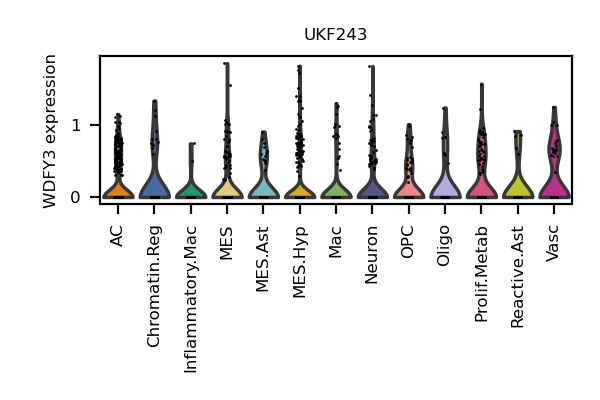 UKF243
WDFY3 expression
1
0
AC
Chromatin.Reg
Inflammatory.Mac
MES
MES.Ast
MES.Hyp
Mac
Neuron
OPC
Oligo
Prolif.Metab
Reactive.Ast
Vasc